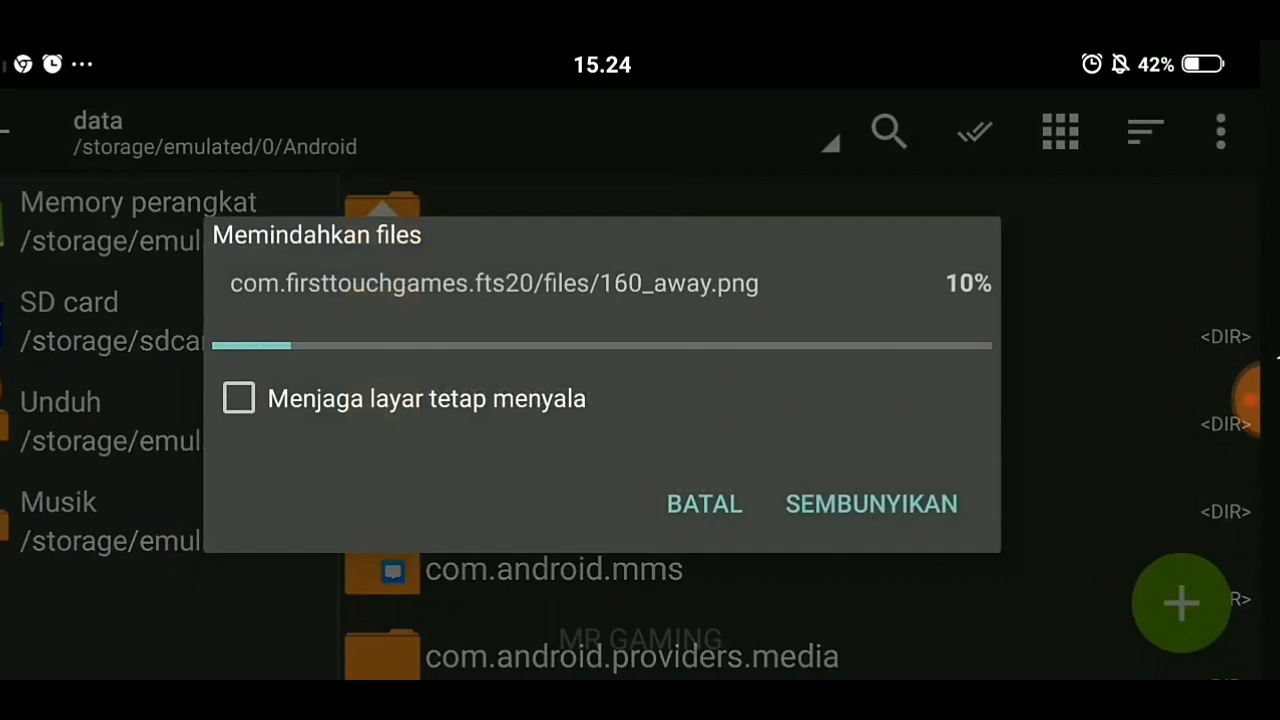 15.24
42%
data
/storage/emulated/0/Android
Memory perangkat
/storage/emul
SD card
/storage/sdca
Unduh
/storage/emul
Musik
/storage/emul
Memindahkan files
com.firsttouchgames.fts20/files/160_away.png 10%
Menjaga layar tetap menyala
BATAL SEMBUNYIKAN
<DIR>
<DIR>
<DIR>
com.android.mms
R>
MR GAMING
com.android.providers.media